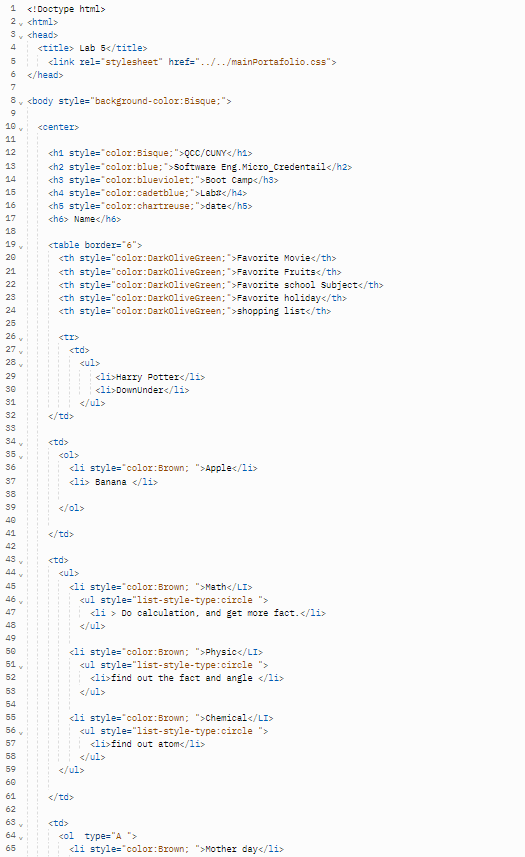 1 <!Doctype html>
2 <html>
3 <head>
4 <title> Lab 5</title>
5 <link rel="stylesheet" href="../../mainPortafolio.css">
6 </head>
7
8 <body style="background-color:Bisque;">
9
10 <center>
11
12 <h1 style="color:Bisque;">QCC/CUNY</h1>
13 <h2 style="color:blue;">Software Eng.Micro_Credentail</h2>
14 <h3 style="color:blueviolet;">Boot Camp</h3>
15 <h4 style="color:cadetblue;">Lab#</h4>
16 <h5 style="color:chartreuse;">date</h5>
17 <h6> Name</h6>
18
19 <table border="6">
20 <th style="color:DarkOliveGreen;">Favorite Movie</th>
21 <th style="color:DarkOliveGreen;">Favorite Fruits</th>
22 <th style="color:DarkOliveGreen;">Favorite school Subject</th>
23 <th style="color:DarkOliveGreen;">Favorite holiday</th>
24 <th style="color:DarkOliveGreen;">shopping list</th>
25
26 <tr>
27 <td>
28 <ul>
29 <li>Harry Potter</li>
30 <li>DownUnder</li>
31 </ul>
32 </td>
33
34 <td>
35 <ol>
36 <li style="color:Brown; ">Apple</li>
37 <li> Banana </li>
38
39 </ol>
40
41 </td>
42
43 <td>
44 <ul>
45 <li style="color:Brown; ">Math</LI>
46 <ul style="list-style-type:circle ">
47 <li > Do calculation, and get more fact.</li>
48 </ul>
49
50 <li style="color:Brown; ">Physic</LI>
51 <ul style="list-style-type:circle ">
52 <li>find out the fact and angle </li>
53 </ul>
54
55 <li style="color:Brown; ">Chemical</LI>
56 <ul style="list-style-type:circle ">
57 <li>find out atom</li>
58 </ul>
59 </ul>
60
61 </td>
62
63 <td>
64 <ol  type="A ">
65 <li style="color:Brown; ">Mother day</li>